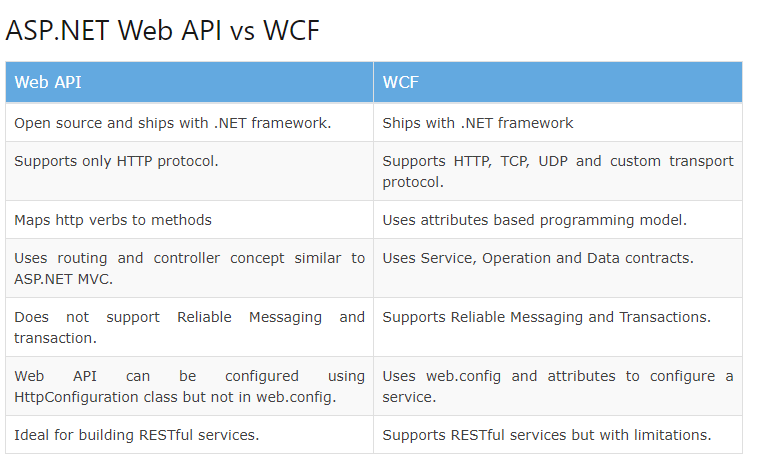 ASP.NET Web API vs WCF
Web API
WCF
Open source and ships with .NET framework.
Ships with .NET framework
Supports only HTTP protocol.
Supports HTTP, TCP, UDP and custom transport
protocol.
Maps http verbs to methods
Uses attributes based programming model.
Uses routing and controller concept similar to
ASP.NET MVC.
Uses Service, Operation and Data contracts.
Does not support Reliable Messaging and
transaction.
Supports Reliable Messaging and Transactions.
Web API can be configured using
HttpConfiguration class but not in web.config.
Uses web.config and attributes to configure a
service.
Ideal for building RESTful services.
Supports RESTful services but with limitations.